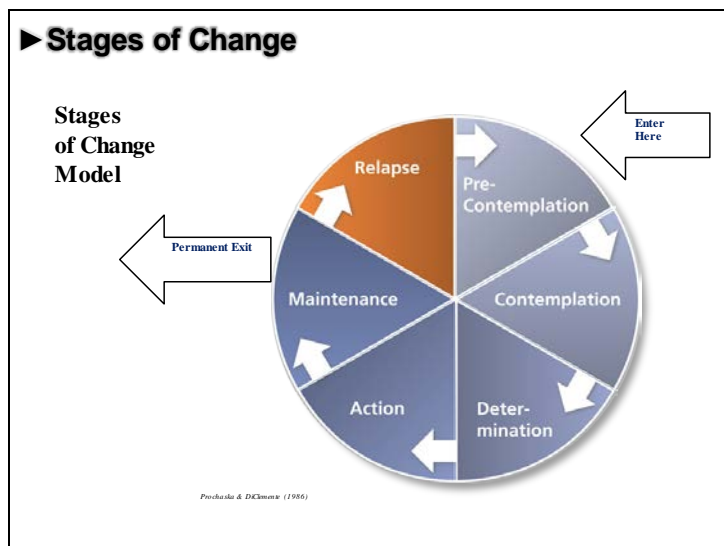 ►Stages of Change
Stages
of Change
Model
Enter
Here
Relapse
Pre-
Contemplation
Permanent Exit
Maintenance
Contemplation
Action
Deter-
mination
Prochaska & DiClemente (1986)